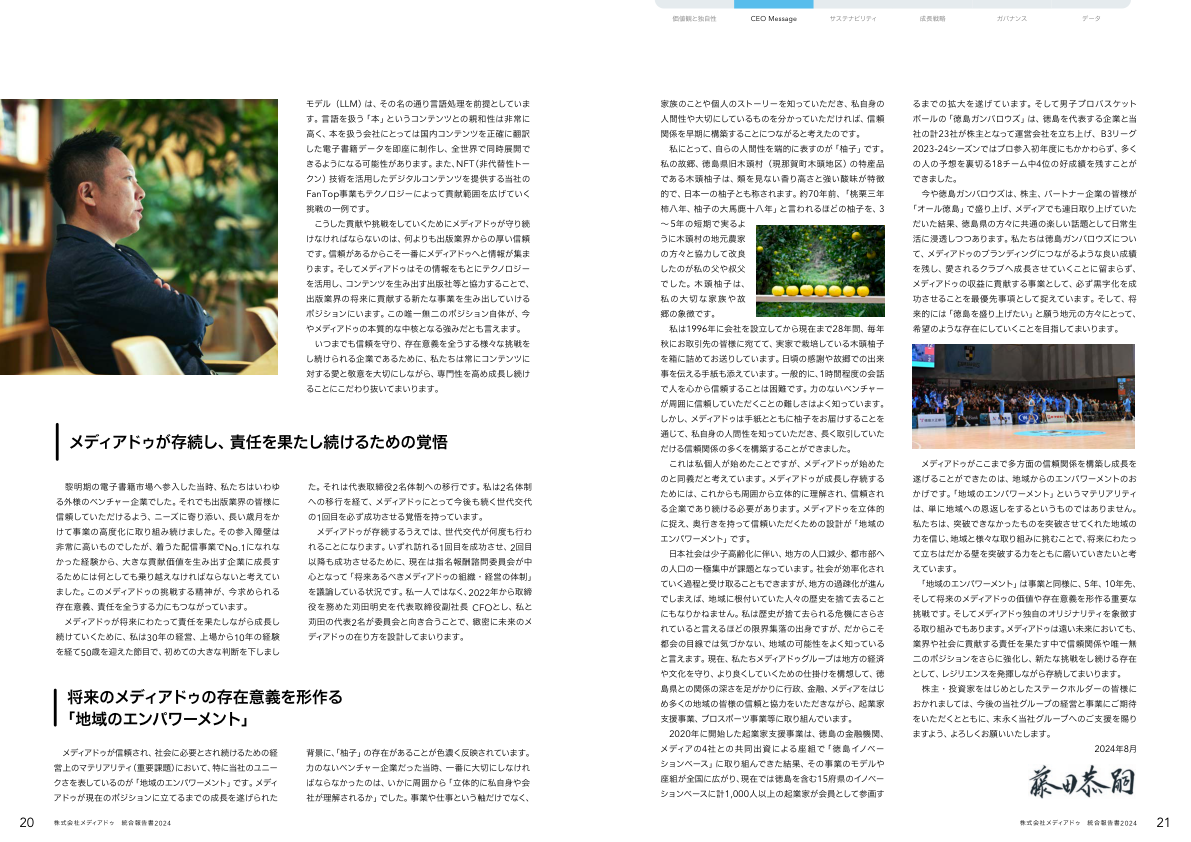 価値観と独自性
CEO Message
サステナビリティ
成長戦略
ガバナンス
データ
モデル（LLM）は、その名の通り言語処理を前提としていま
す。言語を扱う「本」というコンテンツとの親和性は非常に
高く、本を扱う会社にとっては国内コンテンツを正確に翻訳
した電子書籍データを即座に制作し、全世界で同時展開で
きるようになる可能性があります。また、NFT（非代替性トー
クン）技術を活用したデジタルコンテンツを提供する当社の
FanTop事業もテクノロジーによって貢献範囲を広げていく
挑戦の一例です。
　こうした貢献や挑戦をしていくためにメディアドゥが守り続
けなければならないのは、何よりも出版業界からの厚い信頼
です。信頼があるからこそ一番にメディアドゥへと情報が集ま
ります。そしてメディアドゥはその情報をもとにテクノロジー
を活用し、コンテンツを生み出す出版社等と協力することで、
出版業界の将来に貢献する新たな事業を生み出していける
ポジションにいます。この唯一無二のポジション自体が、今
やメディアドゥの本質的な中核となる強みだとも言えます。
　いつまでも信頼を守り、存在意義を全うする様々な挑戦を
し続けられる企業であるために、私たちは常にコンテンツに
対する愛と敬意を大切にしながら、専門性を高め成長し続け
ることにこだわり抜いてまいります。
メディアドゥが存続し、責任を果たし続けるための覚悟
　黎明期の電子書籍市場へ参入した当時、私たちはいわゆ
る外様のベンチャー企業でした。それでも出版業界の皆様に
信頼していただけるよう、ニーズに寄り添い、長い歳月をか
けて事業の高度化に取り組み続けました。その参入障壁は
非常に高いものでしたが、着うた配信事業でNo.1になれな
かった経験から、大きな貢献価値を生み出す企業に成長す
るためには何としても乗り越えなければならないと考えてい
ました。このメディアドゥの挑戦する精神が、今求められる
存在意義、責任を全うする力にもつながっています。
　メディアドゥが将来にわたって責任を果たしながら成長し
続けていくために、私は30年の経営、上場から10年の経験
を経て50歳を迎えた節目で、初めての大きな判断を下しまし
た。それは代表取締役2名体制への移行です。私は2名体制
への移行を経て、メディアドゥにとって今後も続く世代交代
の1回目を必ず成功させる覚悟を持っています。
　メディアドゥが存続するうえでは、世代交代が何度も行わ
れることになります。いずれ訪れる1回目を成功させ、2回目
以降も成功させるために、現在は指名報酬諮問委員会が中
心となって「将来あるべきメディアドゥの組織・経営の体制」
を議論している状況です。私一人ではなく、2022年から取締
役を務めた苅田明史を代表取締役副社長 CFOとし、私と
苅田の代表2名が委員会と向き合うことで、緻密に未来のメ
ディアドゥの在り方を設計してまいります。
将来のメディアドゥの存在意義を形作る
「地域のエンパワーメント」
　メディアドゥが信頼され、社会に必要とされ続けるための経
営上のマテリアリティ（重要課題）において、特に当社のユニー
クさを表しているのが「地域のエンパワーメント」です。メディ
アドゥが現在のポジションに立てるまでの成長を遂げられた
背景に、「柚子」の存在があることが色濃く反映されています。
力のないベンチャー企業だった当時、一番に大切にしなけれ
ばならなかったのは、いかに周囲から「立体的に私自身や会
社が理解されるか」でした。事業や仕事という軸だけでなく、
家族のことや個人のストーリーを知っていただき、私自身の
人間性や大切にしているものを分かっていただければ、信頼
関係を早期に構築することにつながると考えたのです。
　私にとって、自らの人間性を端的に表すのが「柚子」です。
私の故郷、徳島県旧木頭村（現那賀町木頭地区）の特産品
である木頭柚子は、類を見ない香り高さと強い酸味が特徴
的で、日本一の柚子とも称されます。約70年前、「桃栗三年
柿八年、柚子の大馬鹿十八年」と言われるほどの柚子を、3
～5年の短期で実るよ
うに木頭村の地元農家
の方々と協力して改良
したのが私の父や叔父
でした。木頭柚子は、
私の大切な家族や故
郷の象徴です。
　私は1996年に会社を設立してから現在まで28年間、毎年
秋にお取引先の皆様に宛てて、実家で栽培している木頭柚子
を箱に詰めてお送りしています。日頃の感謝や故郷での出来
事を伝える手紙も添えています。一般的に、1時間程度の会話
で人を心から信頼することは困難です。力のないベンチャー
が周囲に信頼していただくことの難しさはよく知っています。
しかし、メディアドゥは手紙とともに柚子をお届けすることを
通じて、私自身の人間性を知っていただき、長く取引していた
だける信頼関係の多くを構築することができました。
　これは私個人が始めたことですが、メディアドゥが始めた
のと同義だと考えています。メディアドゥが成長し存続する
ためには、これからも周囲から立体的に理解され、信頼され
る企業であり続ける必要があります。メディアドゥを立体的
に捉え、奥行きを持って信頼いただくための設計が「地域の
エンパワーメント」です。
　日本社会は少子高齢化に伴い、地方の人口減少、都市部へ
の人口の一極集中が課題となっています。社会が効率化され
ていく過程と受け取ることもできますが、地方の過疎化が進ん
でしまえば、地域に根付いていた人々の歴史を捨て去ること
にもなりかねません。私は歴史が捨て去られる危機にさらさ
れていると言えるほどの限界集落の出身ですが、だからこそ
都会の目線では気づかない、地域の可能性をよく知っている
と言えます。現在、私たちメディアドゥグループは地方の経済
や文化を守り、より良くしていくための仕掛けを構想して、徳
島県との関係の深さを足がかりに行政、金融、メディアをはじ
め多くの地域の皆様の信頼と協力をいただきながら、起業家
支援事業、プロスポーツ事業等に取り組んでいます。
　2020年に開始した起業家支援事業は、徳島の金融機関、
メディアの4社との共同出資による座組で「徳島イノベー
ションベース」に取り組んできた結果、その事業のモデルや
座組が全国に広がり、現在では徳島を含む15府県のイノベー
ションベースに計1,000人以上の起業家が会員として参画す
るまでの拡大を遂げています。そして男子プロバスケット
ボールの「徳島ガンバロウズ」は、徳島を代表する企業と当
社の計23社が株主となって運営会社を立ち上げ、B3リーグ
2023-24シーズンではプロ参入初年度にもかかわらず、多く
の人の予想を裏切る18チーム中4位の好成績を残すことが
できました。
　今や徳島ガンバロウズは、株主、パートナー企業の皆様が
「オール徳島」で盛り上げ、メディアでも連日取り上げていた
だいた結果、徳島県の方々に共通の楽しい話題として日常生
活に浸透しつつあります。私たちは徳島ガンバロウズについ
て、メディアドゥのブランディングにつながるような良い成績
を残し、愛されるクラブへ成長させていくことに留まらず、
メディアドゥの収益に貢献する事業として、必ず黒字化を成
功させることを最優先事項として捉えています。そして、将
来的には「徳島を盛り上げたい」と願う地元の方々にとって、
希望のような存在にしていくことを目指してまいります。
　メディアドゥがここまで多方面の信頼関係を構築し成長を
遂げることができたのは、地域からのエンパワーメントのお
かげです。「地域のエンパワーメント」というマテリアリティ
は、単に地域への恩返しをするというものではありません。
私たちは、突破できなかったものを突破させてくれた地域の
力を信じ、地域と様々な取り組みに挑むことで、将来にわたっ
て立ちはだかる壁を突破する力をともに磨いていきたいと考
えています。
　「地域のエンパワーメント」は事業と同様に、5年、10年先、
そして将来のメディアドゥの価値や存在意義を形作る重要な
挑戦です。そしてメディアドゥ独自のオリジナリティを象徴す
る取り組みでもあります。メディアドゥは遠い未来においても、
業界や社会に貢献する責任を果たす中で信頼関係や唯一無
二のポジションをさらに強化し、新たな挑戦をし続ける存在
として、レジリエンスを発揮しながら存続してまいります。
　株主・投資家をはじめとしたステークホルダーの皆様に
おかれましては、今後の当社グループの経営と事業にご期待
をいただくとともに、末永く当社グループへのご支援を賜り
ますよう、よろしくお願いいたします。
2024年8月
藤田恭嗣
20
株式会社メディアドゥ　統合報告書2024
株式会社メディアドゥ　統合報告書2024
21